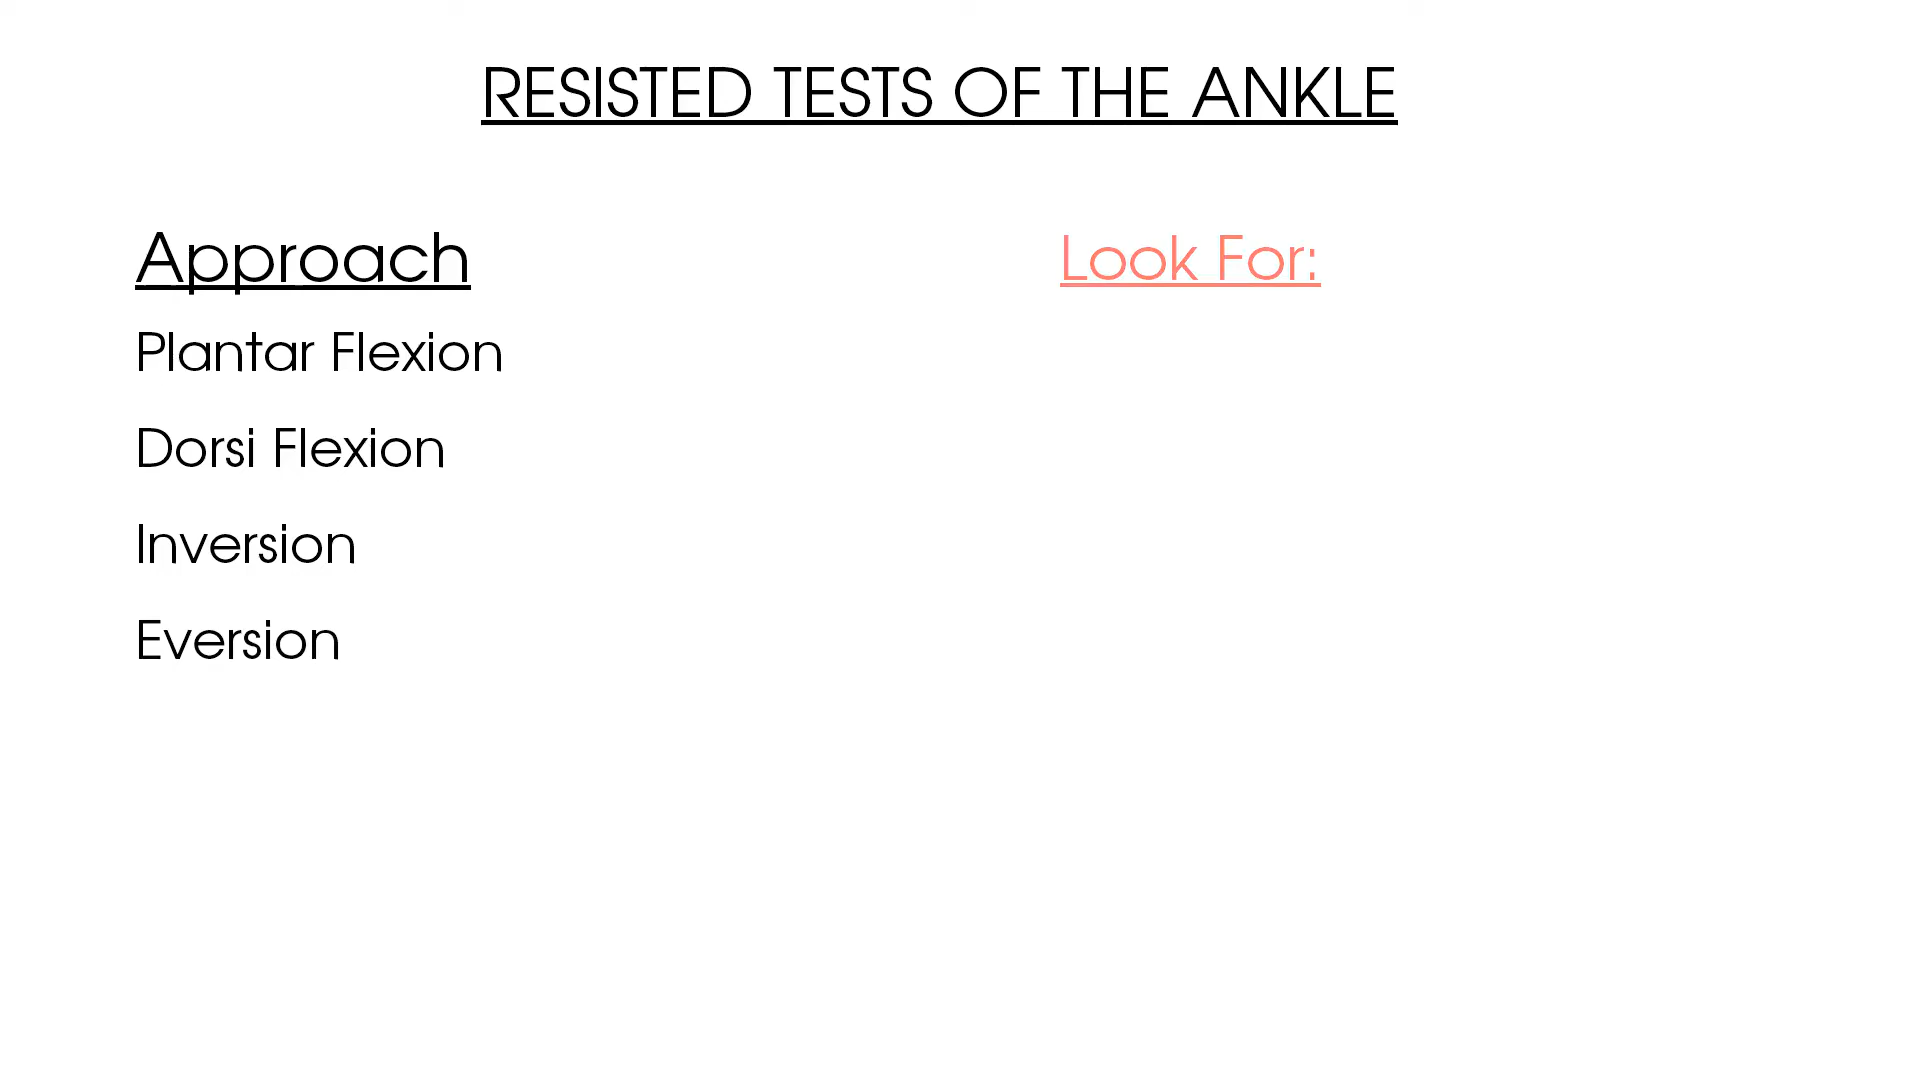 RESISTED TESTS OF THE ANKLE
Approach
Plantar Flexion
Dorsi Flexion
Inversion
Eversion
Look For: